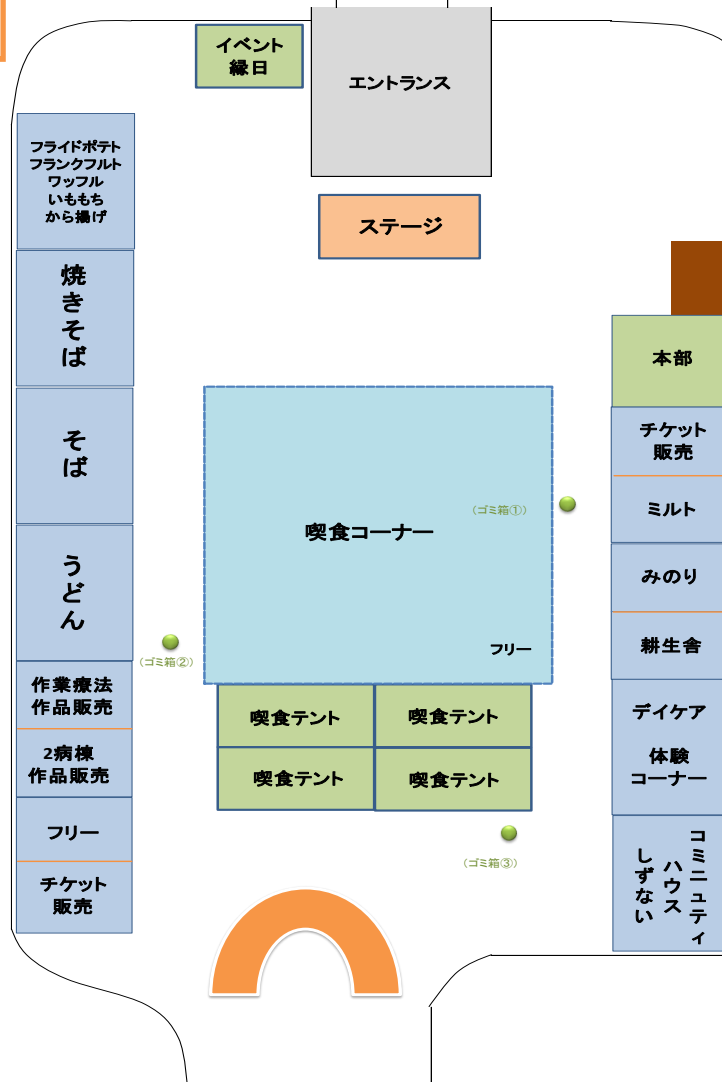 イベント
縁日
エントランス
フライドポテト
フランクフルト
ワッフル
いももち
から揚げ
ステージ
焼きそば
本部
そば
チケット
販売
(ゴミ箱①)
ミルト
喫食コーナー
うどん
みのり
フリー
耕生舎
(ゴミ箱②)
作業療法
作品販売
喫食テント
喫食テント
デイケア
2病棟
作品販売
喫食テント
喫食テント
体験
コーナー
フリー
(ゴミ箱③)
チケット
販売
コミニュティ
ハウス
しずない